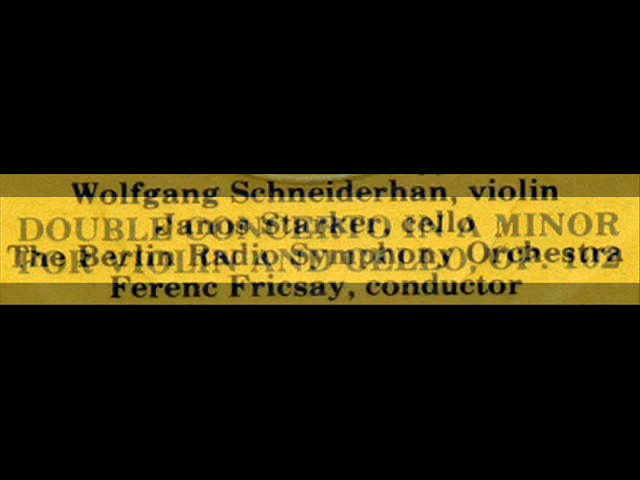 Wolfgang Schneiderhan, violin
DOUBLE CONCERTO IN A MINOR
Janos Starker, cello
The Berlin Radio Symphony Orchestra
FOR VIOLIN AND CELLO, OP. 102
Ferenc Fricsay, conductor